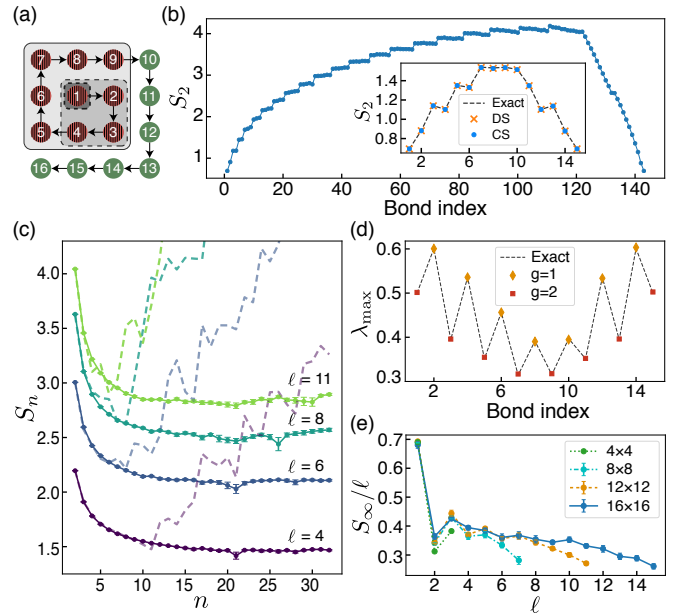 (a)
7 8 9 10
6 1 2 11
5 4 3 12
16 15 14 13
(b)
S₂
4
3
2
1
0 20 40 60 80 100 120 140
Bond index
S₂
1.4
1.2
1.0
0.8
2 4 6 8 10 12 14
Exact
DS
CS
(c)
Sₙ
4.0
3.5
3.0
2.5
2.0
1.5
ℓ = 11
ℓ = 8
ℓ = 6
ℓ = 4
5 10 15 20 25 30
n
(d)
λmax
0.6
0.5
0.4
0.3
Exact
g=1
g=2
2 6 10 14
Bond index
(e)
S∞/ℓ
0.7
0.6
0.5
0.4
0.3
4×4
8×8
12×12
16×16
0 2 4 6 8 10 12 14 16
ℓ